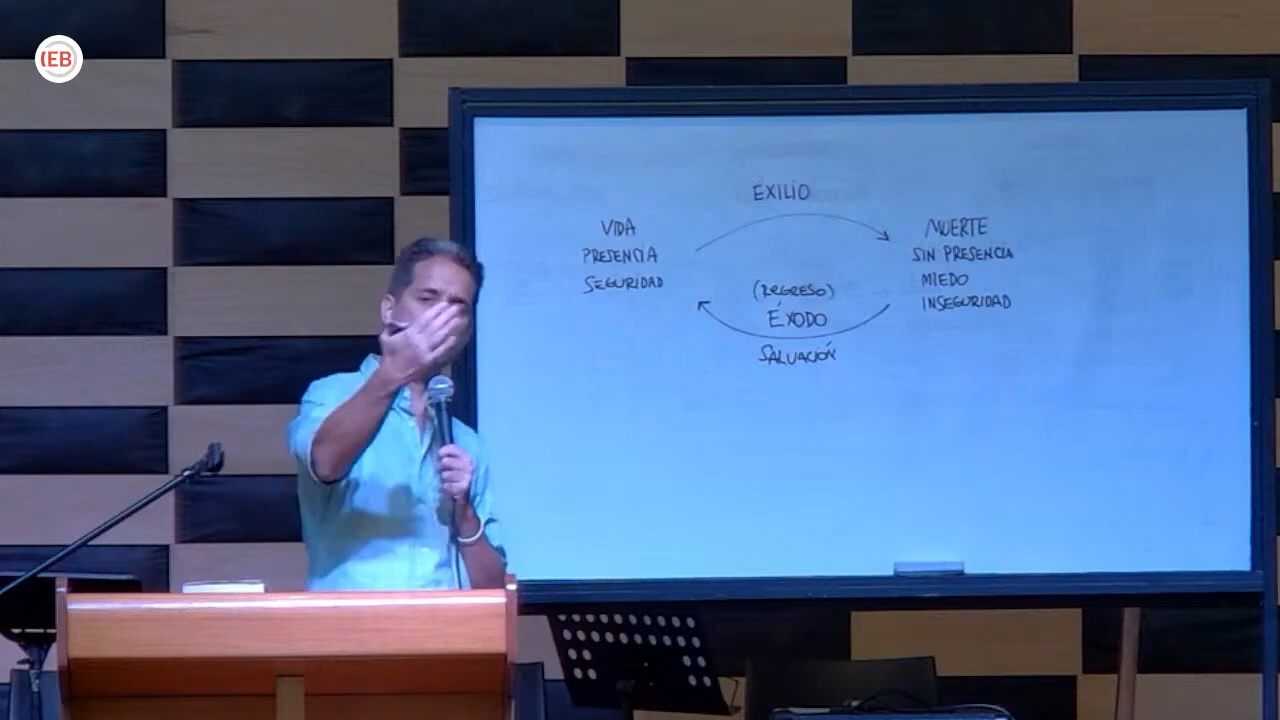 IEB
EXILIO
VIDA
PRESENCIA
SEGURIDAD
MUERTE
SIN PRESENCIA
MIEDO
INSEGURIDAD
(REGRESO)
ÉXODO
SALVACIÓN